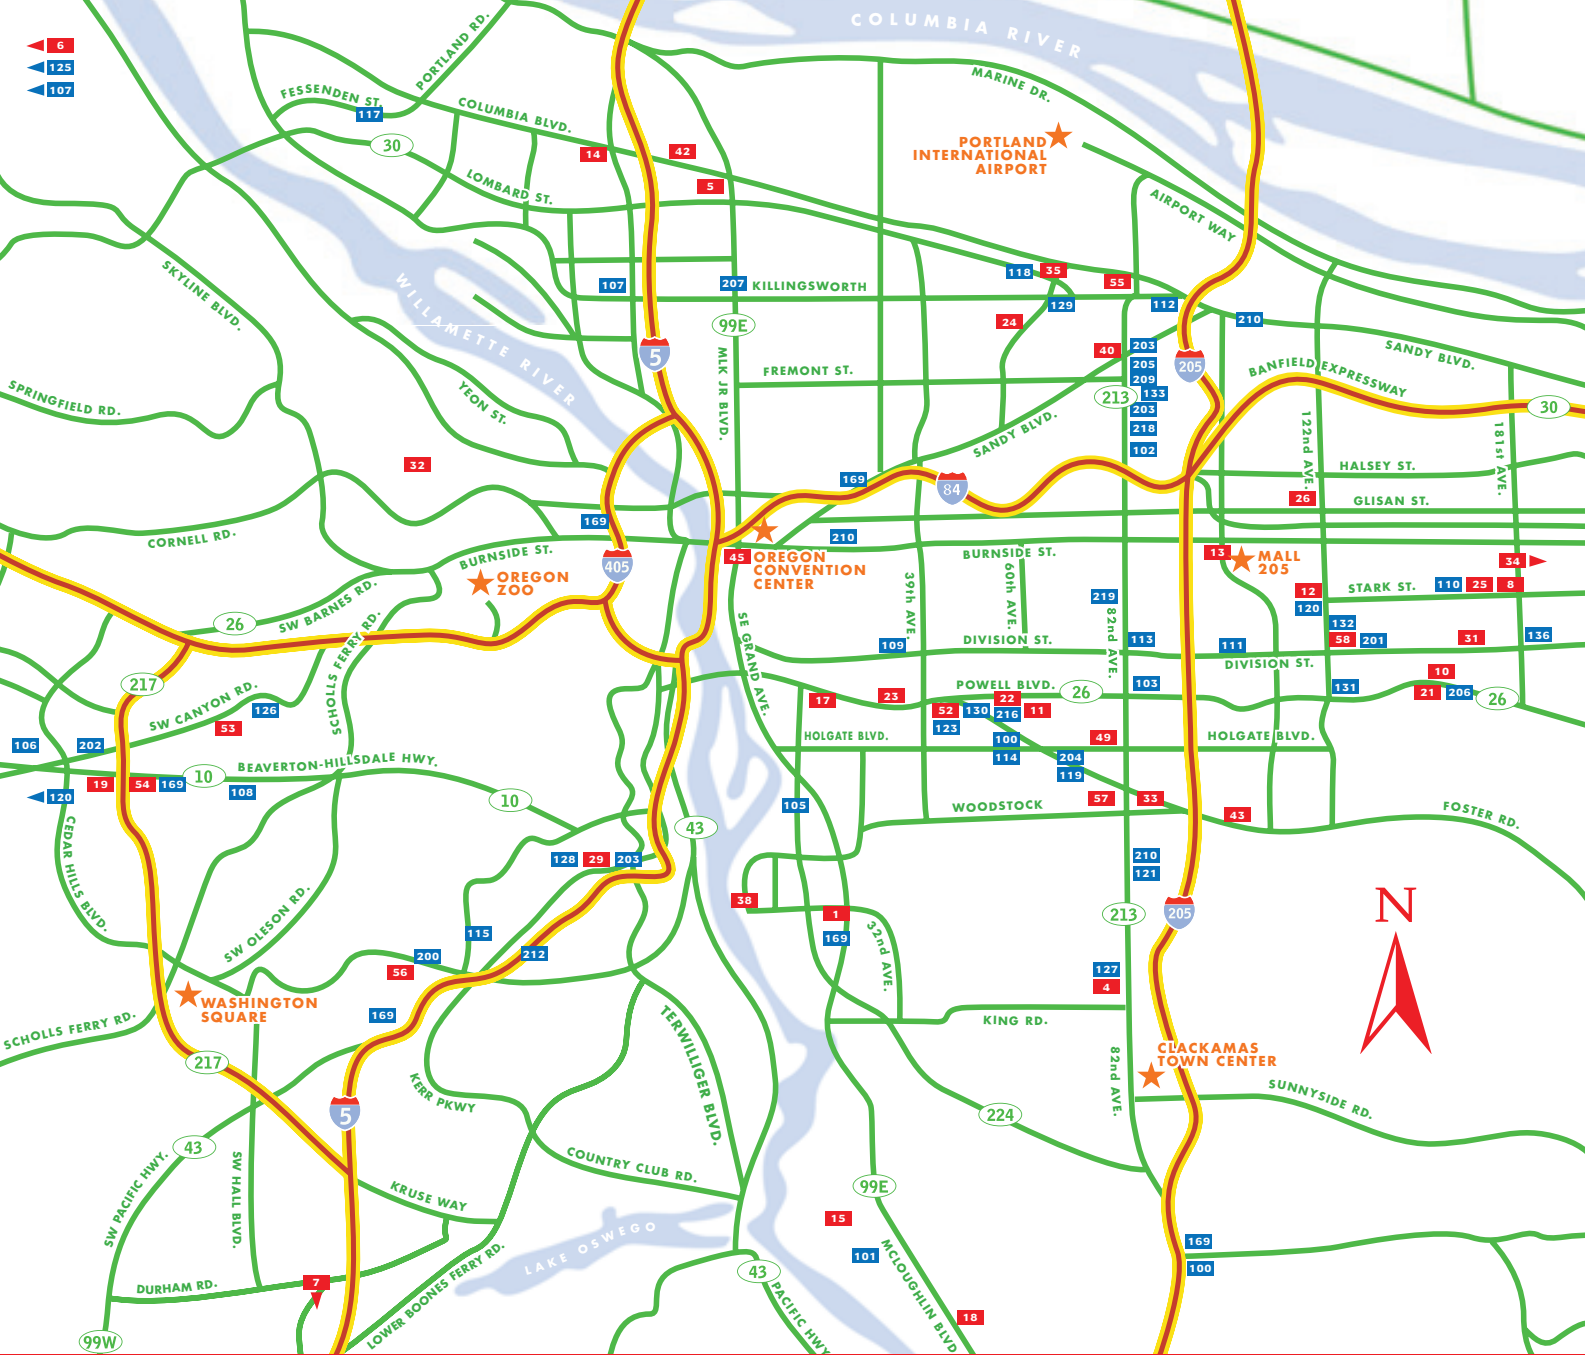 COLUMBIA RIVER
6
125
107
PORTLAND RD.
FESSENDEN ST.
117
COLUMBIA BLVD.
MARINE DR.
30
14
42
5
PORTLAND
INTERNATIONAL
AIRPORT
LOMBARD ST.
AIRPORT WAY
SKYLINE BLVD.
WILLAMETTE RIVER
107
207
KILLINGSWORTH
118
35
55
129
112
210
24
99E
5
40
203
205
209
133
213
203
218
102
205
MLK JR BLVD.
FREMONT ST.
SANDY BLVD.
BANFIELD EXPRESSWAY
SANDY BLVD.
30
SPRINGFIELD RD.
YEON ST.
32
122nd AVE.
181st AVE.
HALSEY ST.
26
GLISAN ST.
169
84
169
210
CORNELL RD.
BURNSIDE ST.
405
45
OREGON
CONVENTION
CENTER
BURNSIDE ST.
13
MALL
205
34
OREGON
ZOO
SW BARNES RD.
26
39th AVE.
60th AVE.
219
82nd AVE.
12
120
STARK ST.
110
25
8
132
58
201
31
136
SCHOLLS FERRY RD.
SE GRAND AVE.
109
DIVISION ST.
113
111
DIVISION ST.
217
SW CANYON RD.
126
53
17
23
POWELL BLVD.
26
103
131
10
21
206
26
52
130
22
216
11
123
106
202
HOLGATE BLVD.
100
114
49
HOLGATE BLVD.
204
119
BEAVERTON-HILLSDALE HWY.
19
54
169
10
108
120
10
43
105
WOODSTOCK
57
33
43
FOSTER RD.
CEDAR HILLS BLVD.
128
29
203
210
121
SW OLESON RD.
38
1
169
213
205
32nd AVE.
115
200
212
56
127
4
WASHINGTON
SQUARE
169
SCHOLLS FERRY RD.
TERWILLIGER BLVD.
KING RD.
217
CLACKAMAS
TOWN CENTER
82nd AVE.
SUNNYSIDE RD.
N
KERR PKWY
5
224
43
SW PACIFIC HWY.
SW HALL BLVD.
COUNTRY CLUB RD.
KRUSE WAY
99E
15
101
MCLOUGHLIN BLVD
169
100
LAKE OSWEGO
43
PACIFIC HWY
DURHAM RD.
7
LOWER BOONES FERRY RD.
18
99W